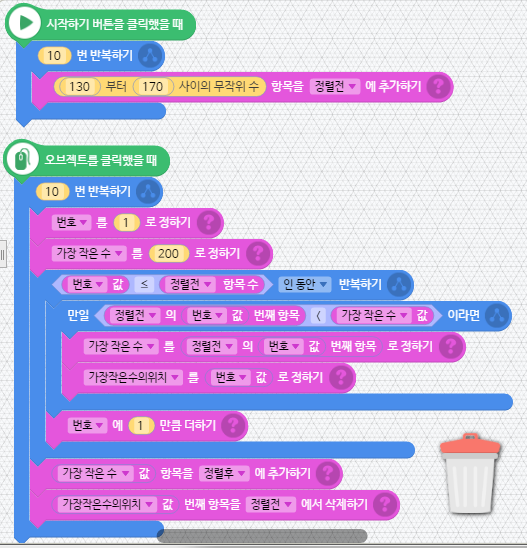 시작하기 버튼을 클릭했을 때
10 번 반복하기
130 부터 170 사이의 무작위 수 항목을 정렬전 에 추가하기 ?
오브젝트를 클릭했을 때
10 번 반복하기
번호 를 1 로 정하기 ?
가장 작은 수 를 200 로 정하기 ?
번호 값 ≤ 정렬전 항목 수 인 동안 반복하기
만일 정렬전 의 번호 값 번째 항목 < 가장 작은 수 값 이라면
가장 작은 수 를 정렬전 의 번호 값 번째 항목 로 정하기 ?
가장작은수의위치 를 번호 값 로 정하기 ?
번호 에 1 만큼 더하기 ?
가장 작은 수 값 항목을 정렬후 에 추가하기 ?
가장작은수의위치 값 번째 항목을 정렬전 에서 삭제하기 ?